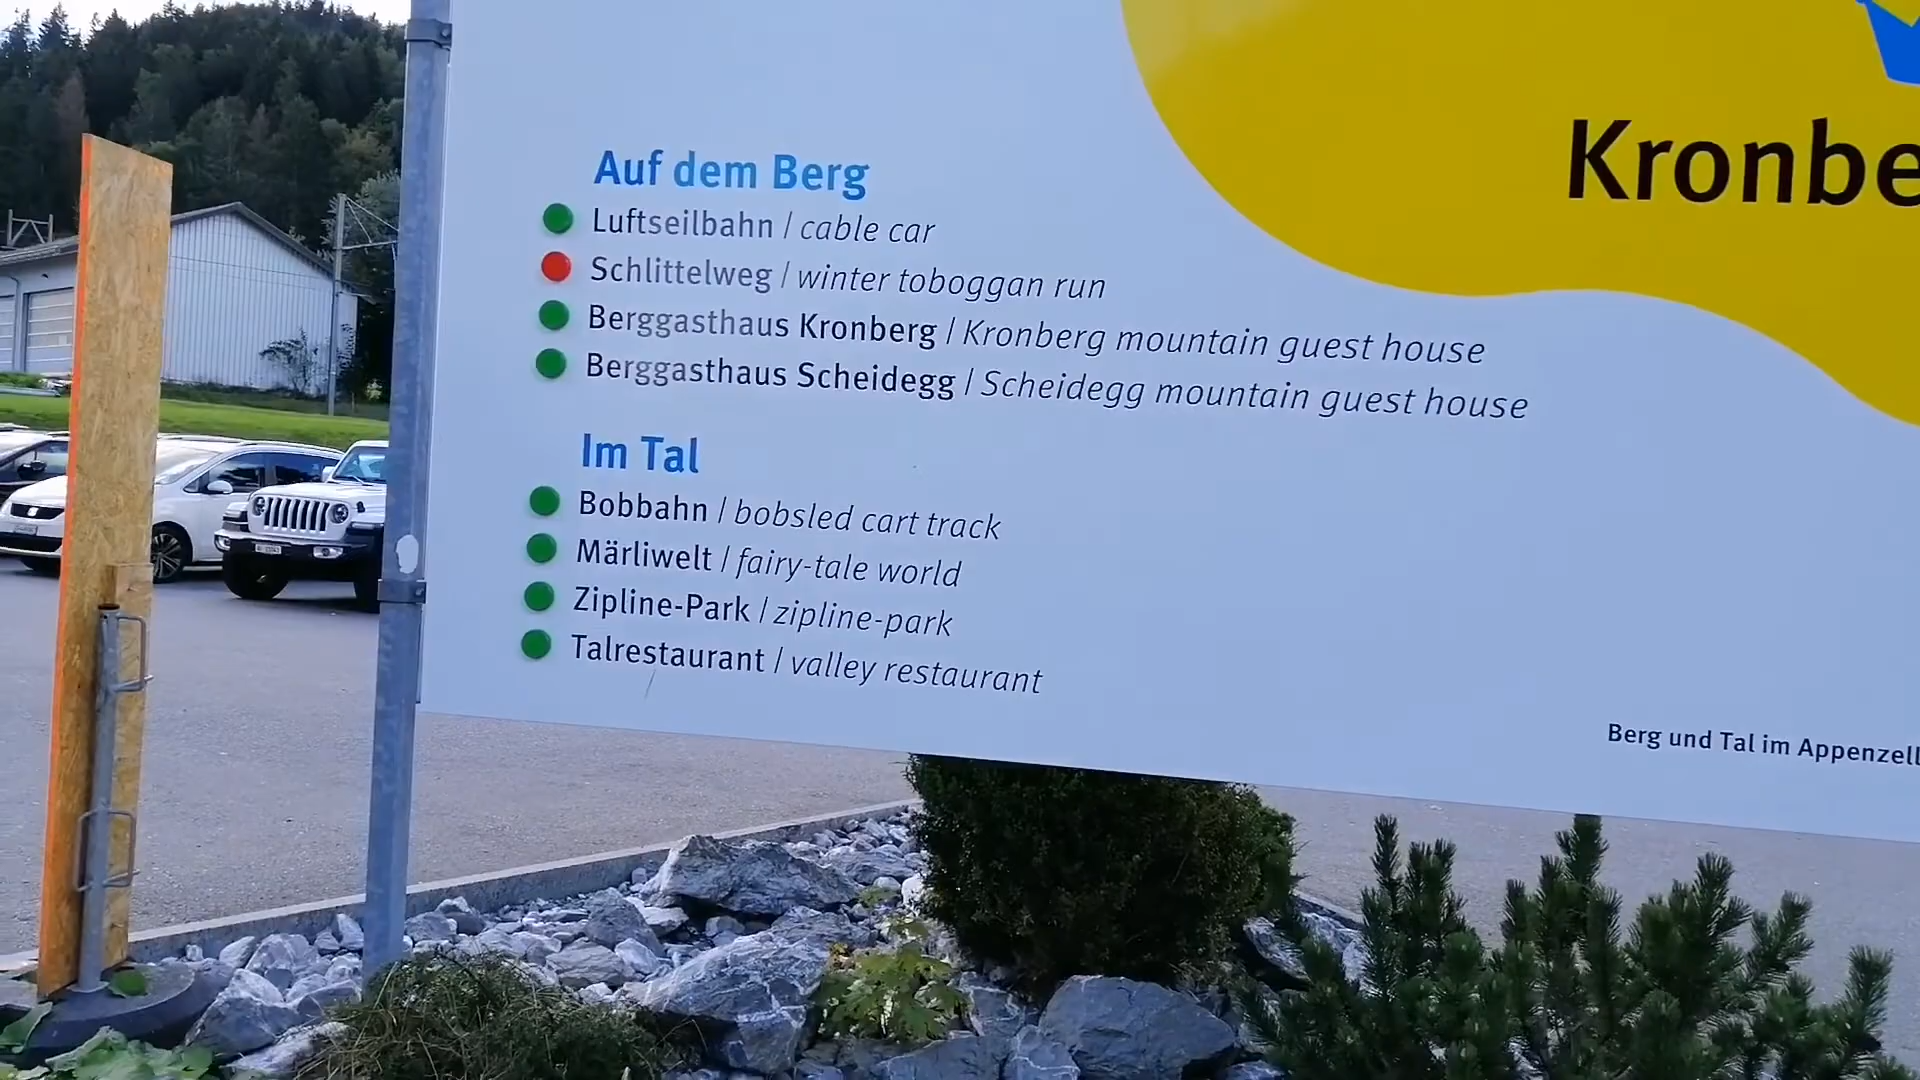 Auf dem Berg
Luftseilbahn / cable car
Schlittelweg / winter toboggan run
Berggasthaus Kronberg / Kronberg mountain guest house
Berggasthaus Scheidegg / Scheidegg mountain guest house
Im Tal
Bobbahn / bobsled cart track
Märliwelt / fairy-tale world
Zipline-Park / zipline-park
Talrestaurant / valley restaurant
Kronbe
Berg und Tal im Appenzell